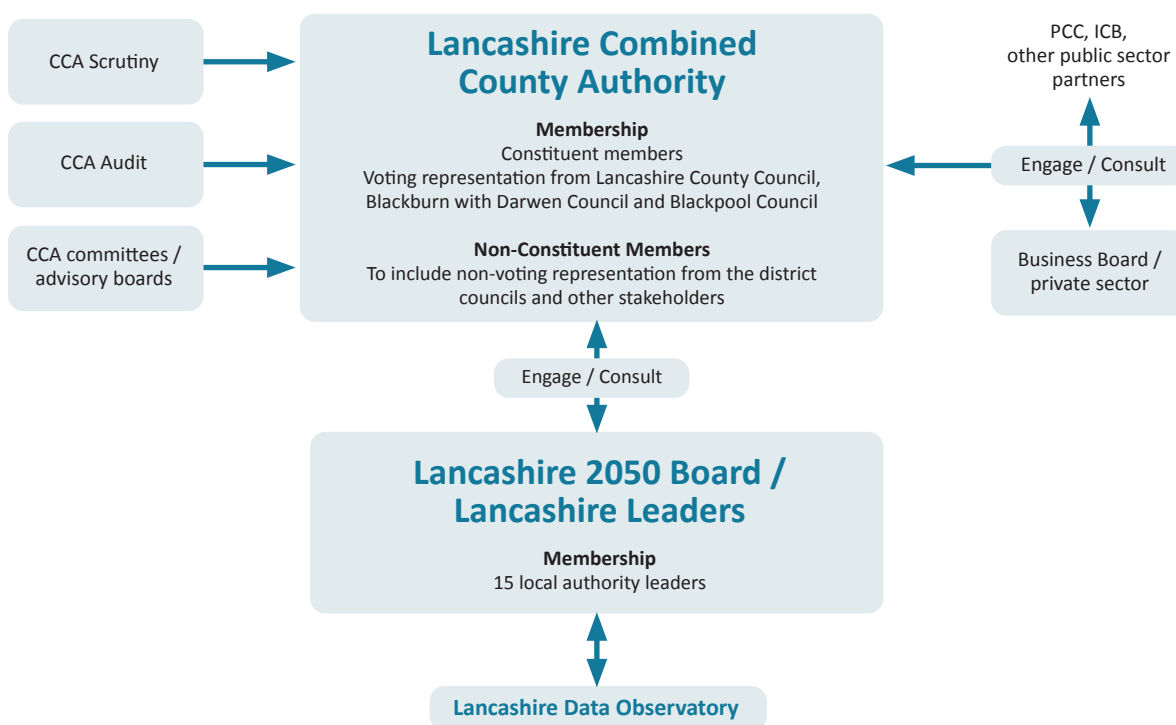 CCA Scrutiny
CCA Audit
CCA committees /
advisory boards
Lancashire Combined
County Authority
Membership
Constituent members
Voting representation from Lancashire County Council,
Blackburn with Darwen Council and Blackpool Council
Non-Constituent Members
To include non-voting representation from the district
councils and other stakeholders
PCC, ICB,
other public sector
partners
Engage / Consult
Business Board /
private sector
Engage / Consult
Lancashire 2050 Board /
Lancashire Leaders
Membership
15 local authority leaders
Lancashire Data Observatory